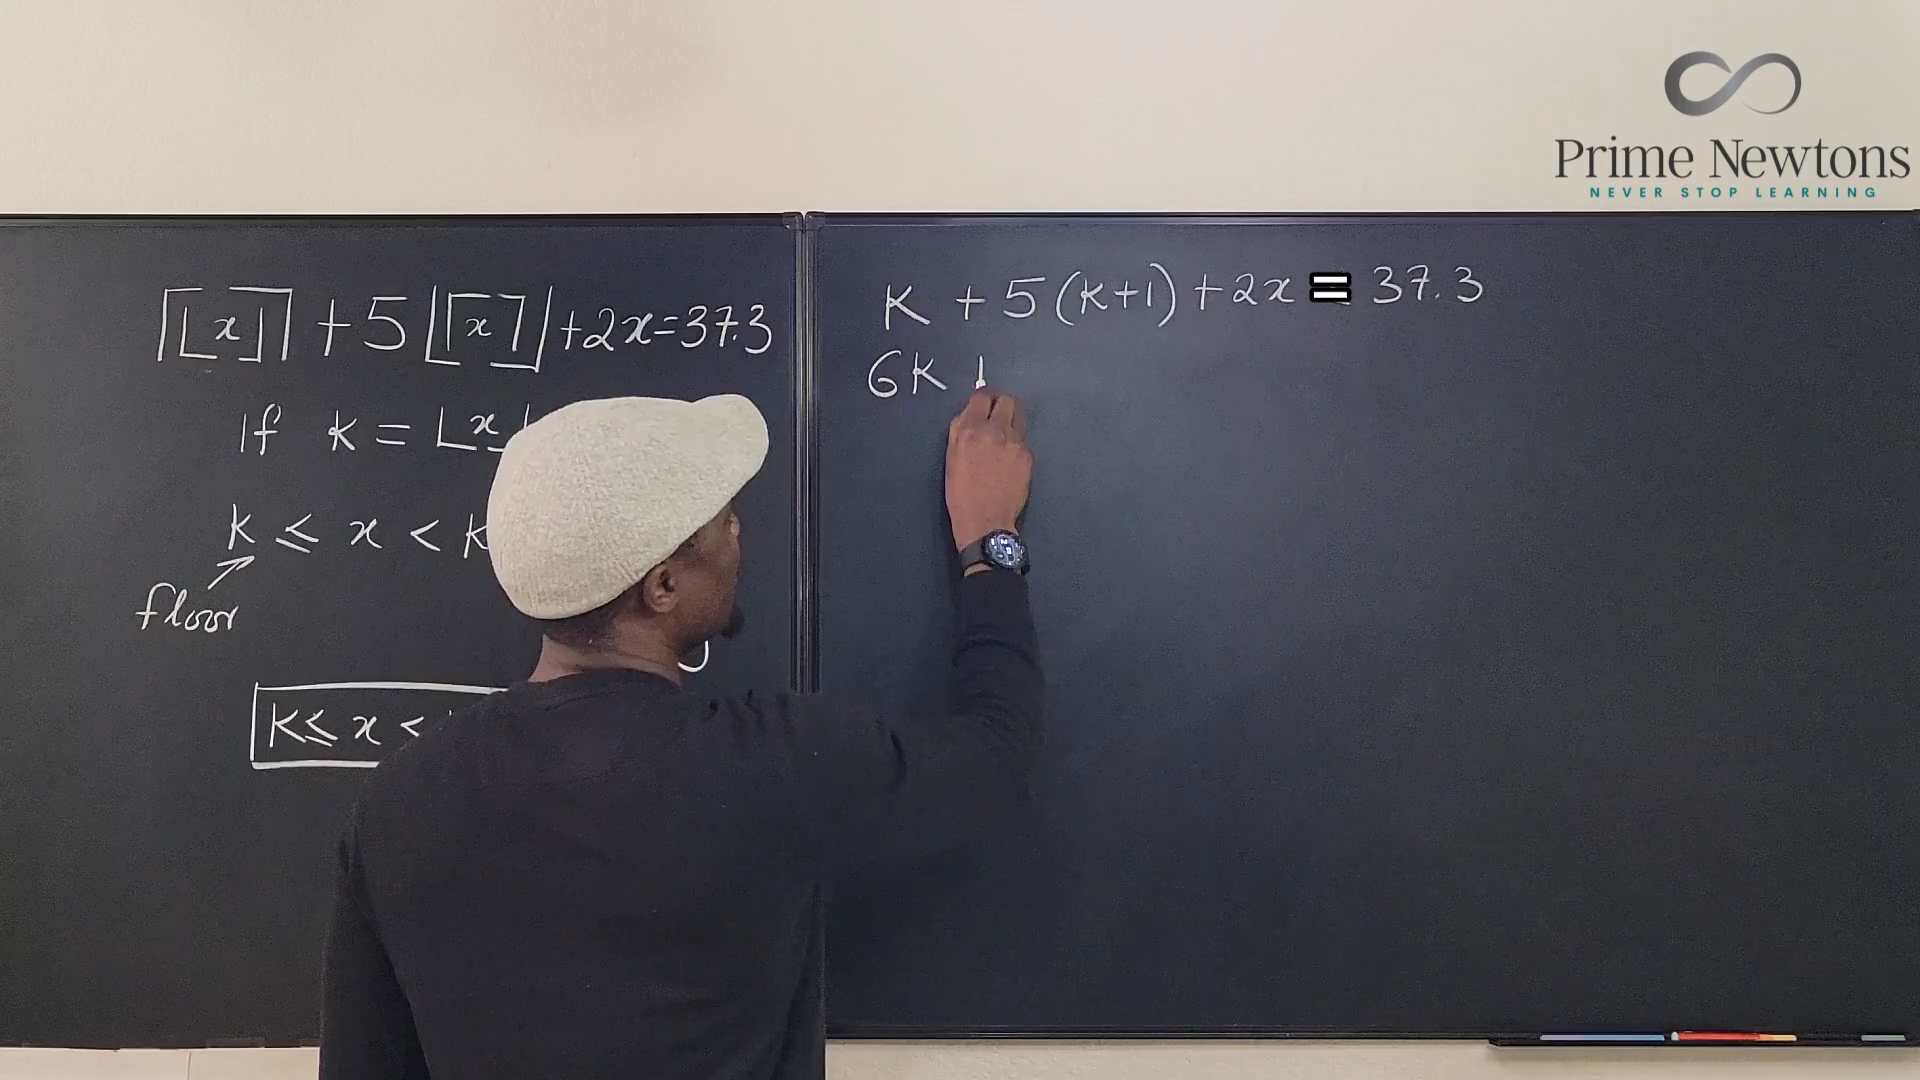 Prime Newtons
NEVER STOP LEARNING
⌈⌊x⌋⌉ + 5⌊⌈x⌉⌋ + 2x = 37.3
If k = ⌊x⌋
k ≤ x < k
floor
k ≤ x <
k + 5(k+1) + 2x = 37.3
6k +